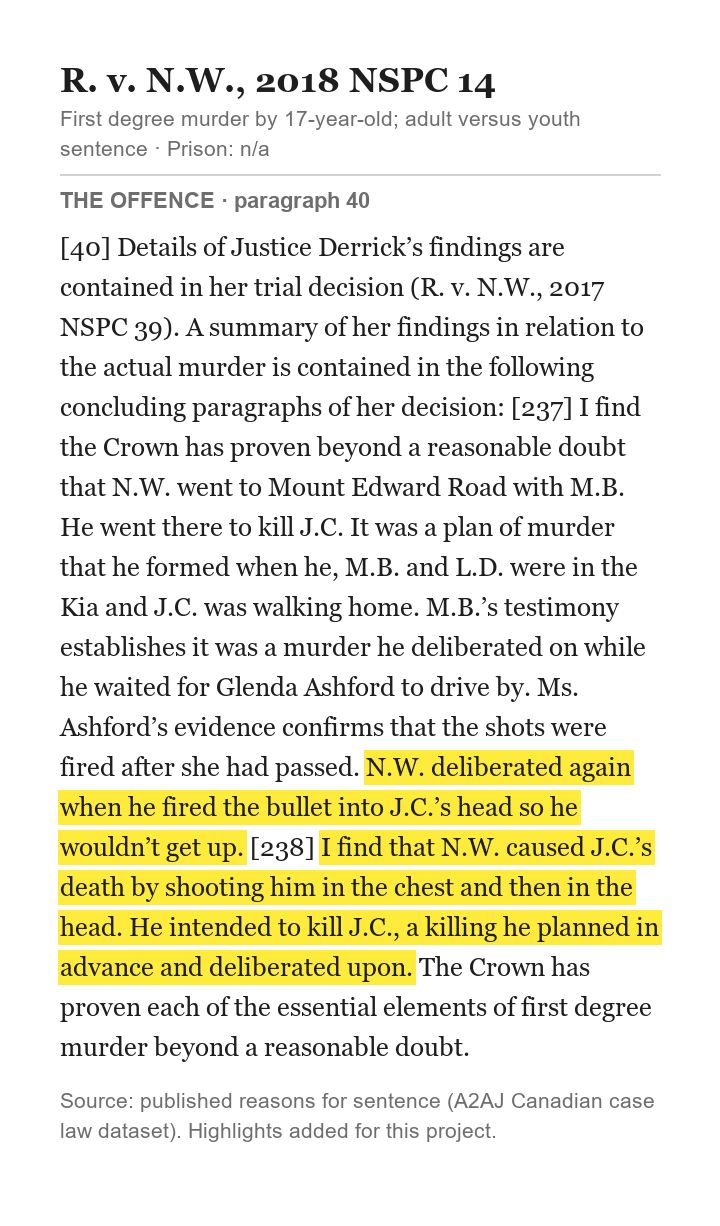 R. v. N.W., 2018 NSPC 14
First degree murder by 17-year-old; adult versus youth
sentence · Prison: n/a
THE OFFENCE · paragraph 40
[40] Details of Justice Derrick’s findings are
contained in her trial decision (R. v. N.W., 2017
NSPC 39). A summary of her findings in relation to
the actual murder is contained in the following
concluding paragraphs of her decision: [237] I find
the Crown has proven beyond a reasonable doubt
that N.W. went to Mount Edward Road with M.B.
He went there to kill J.C. It was a plan of murder
that he formed when he, M.B. and L.D. were in the
Kia and J.C. was walking home. M.B.’s testimony
establishes it was a murder he deliberated on while
he waited for Glenda Ashford to drive by. Ms.
Ashford’s evidence confirms that the shots were
fired after she had passed. N.W. deliberated again
when he fired the bullet into J.C.’s head so he
wouldn’t get up. [238] I find that N.W. caused J.C.’s
death by shooting him in the chest and then in the
head. He intended to kill J.C., a killing he planned in
advance and deliberated upon. The Crown has
proven each of the essential elements of first degree
murder beyond a reasonable doubt.
Source: published reasons for sentence (A2AJ Canadian case
law dataset). Highlights added for this project.